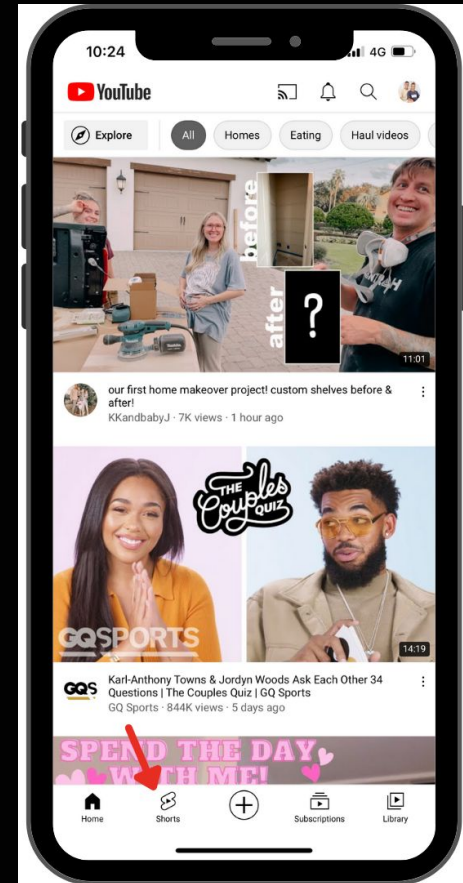 10:24
4G
YouTube
Explore
All
Homes
Eating
Haul videos
before
after
?
11:01
our first home makeover project! custom shelves before &
after!
KKandbabyJ · 7K views · 1 hour ago
THE
Couples
QUIZ
GQSPORTS
14:19
GQS
Karl-Anthony Towns & Jordyn Woods Ask Each Other 34
Questions | The Couples Quiz | GQ Sports
GQ Sports · 844K views · 5 days ago
SPEND THE DAY
WITH ME!
Home
Shorts
Subscriptions
Library